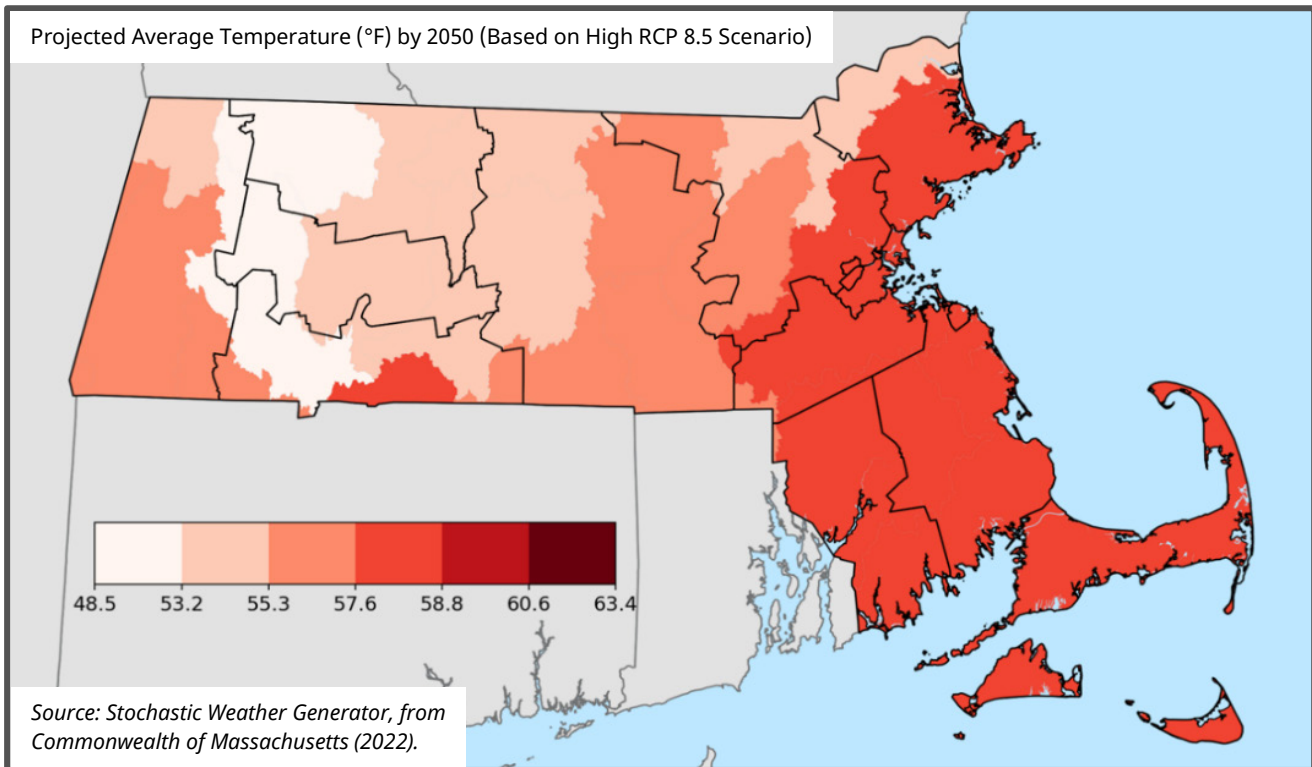 Projected Average Temperature (°F) by 2050 (Based on High RCP 8.5 Scenario)
48.5 53.2 55.3 57.6 58.8 60.6 63.4
Source: Stochastic Weather Generator, from
Commonwealth of Massachusetts (2022).